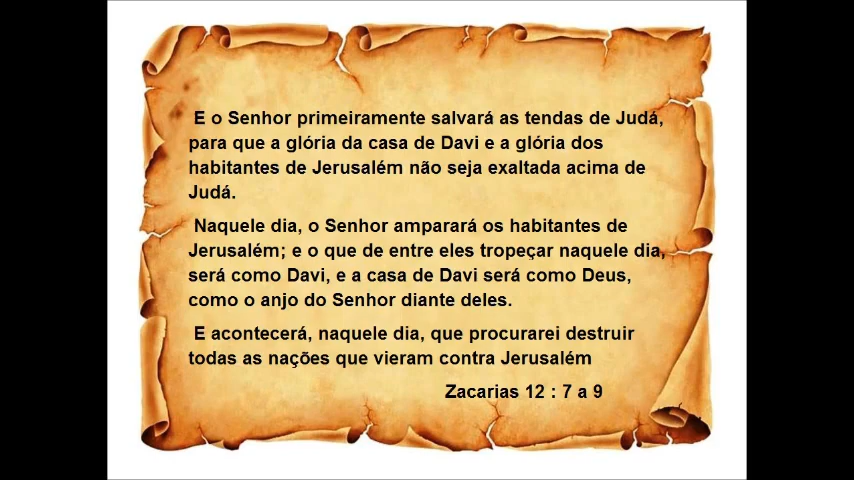 E o Senhor primeiramente salvará as tendas de Judá,
para que a glória da casa de Davi e a glória dos
habitantes de Jerusalém não seja exaltada acima de
Judá.
Naquele dia, o Senhor amparará os habitantes de
Jerusalém; e o que de entre eles tropeçar naquele dia,
será como Davi, e a casa de Davi será como Deus,
como o anjo do Senhor diante deles.
E acontecerá, naquele dia, que procurarei destruir
todas as nações que vieram contra Jerusalém
Zacarias 12 : 7 a 9